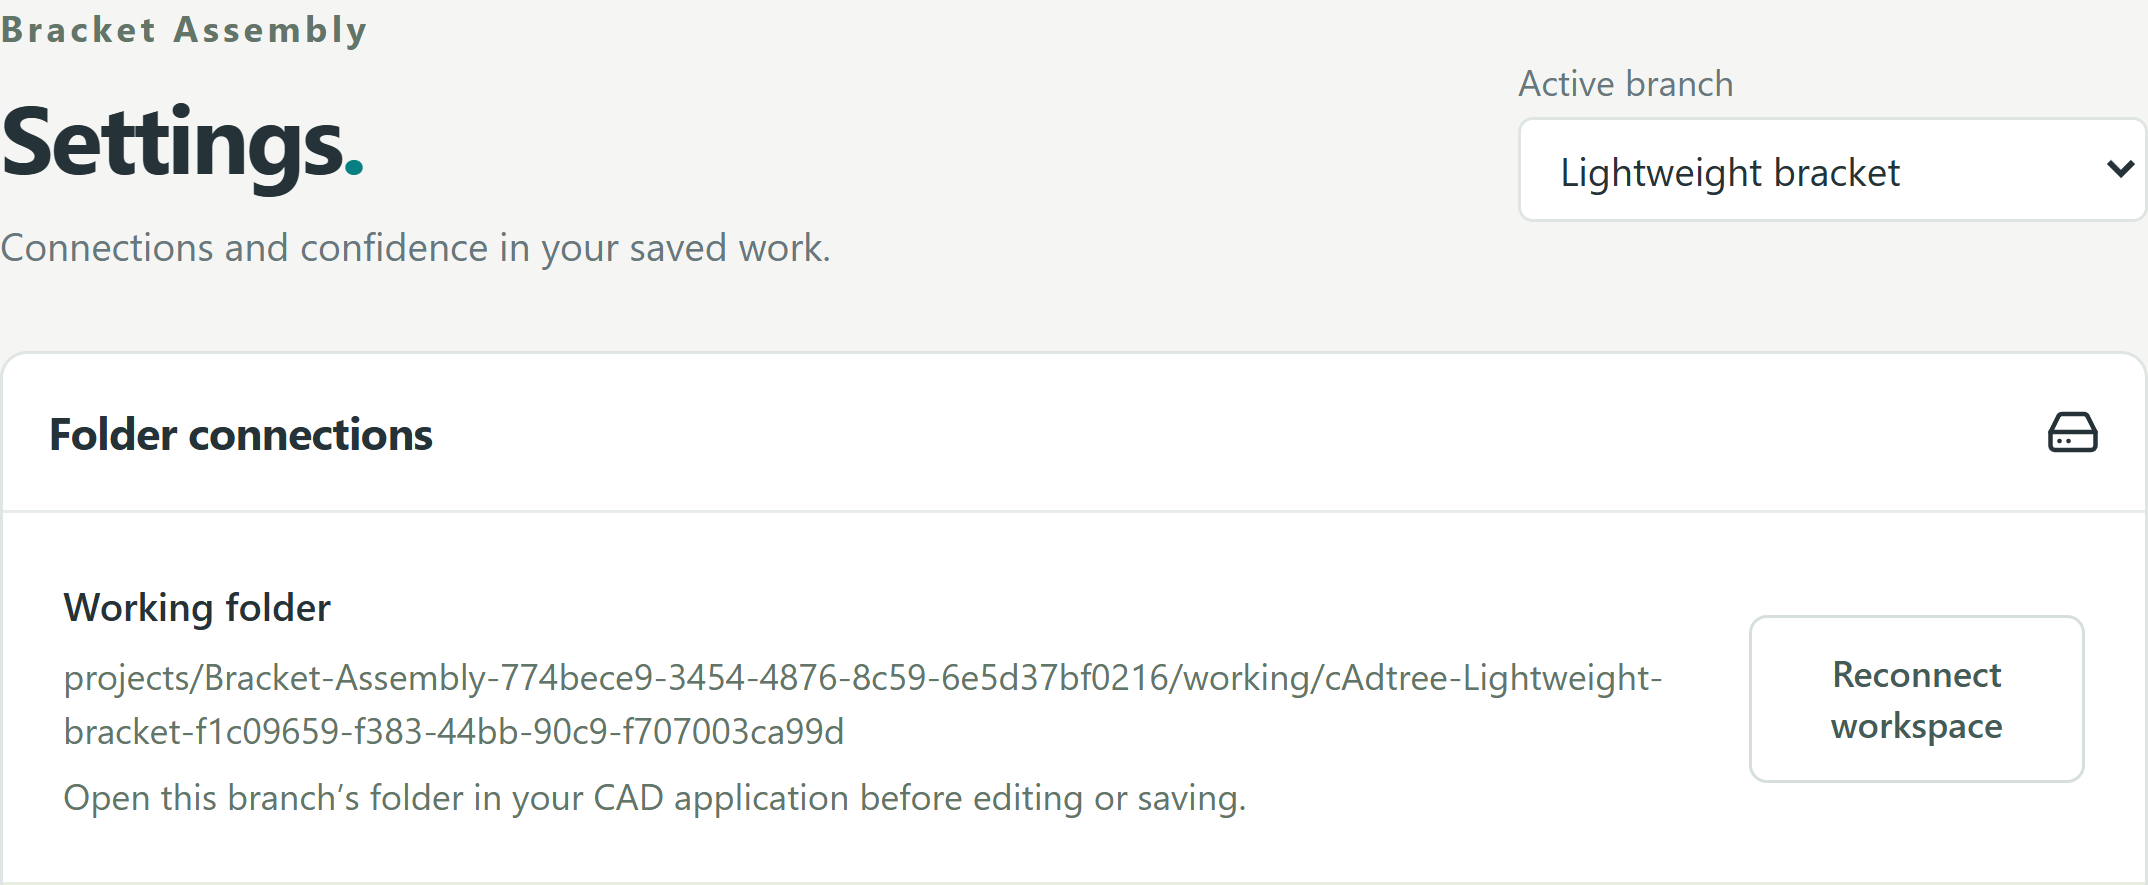 Bracket Assembly
Settings.
Connections and confidence in your saved work.
Active branch
Lightweight bracket
Folder connections
Working folder
projects/Bracket-Assembly-774bece9-3454-4876-8c59-6e5d37bf0216/working/cAdtree-Lightweight-
bracket-f1c09659-f383-44bb-90c9-f707003ca99d
Open this branch’s folder in your CAD application before editing or saving.
Reconnect
workspace